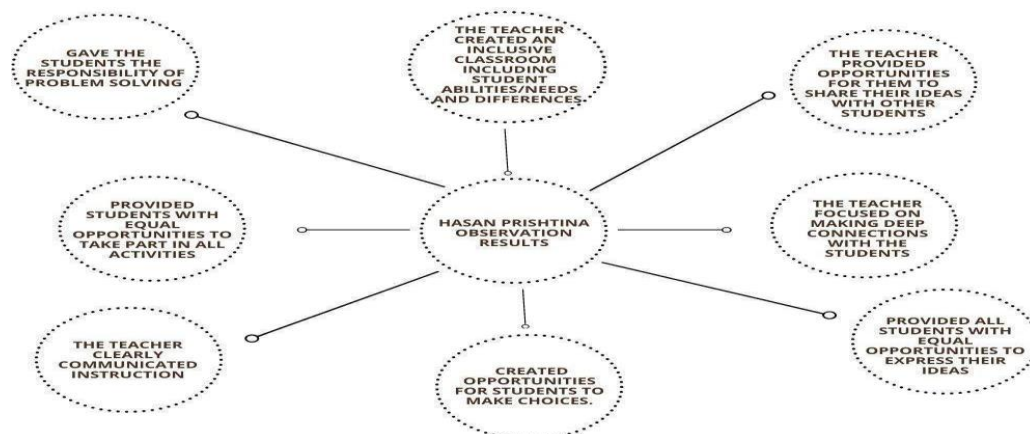 GAVE THE
STUDENTS THE
RESPONSIBILITY OF
PROBLEM SOLVING
THE TEACHER
CREATED AN
INCLUSIVE
CLASSROOM
INCLUDING
STUDENT
ABILITIES/NEEDS
AND DIFFERENCES
THE TEACHER
PROVIDED
OPPORTUNITIES
FOR THEM TO
SHARE THEIR IDEAS
WITH OTHER
STUDENTS
PROVIDED
STUDENTS WITH
EQUAL
OPPORTUNITIES TO
TAKE PART IN ALL
ACTIVITIES
HASAN PRISHTINA
OBSERVATION
RESULTS
THE TEACHER
FOCUSED ON
MAKING DEEP
CONNECTIONS
WITH THE
STUDENTS
THE TEACHER
CLEARLY
COMMUNICATED
INSTRUCTION
CREATED
OPPORTUNITIES
FOR STUDENTS TO
MAKE CHOICES.
PROVIDED ALL
STUDENTS WITH
EQUAL
OPPORTUNITIES TO
EXPRESS THEIR
IDEAS